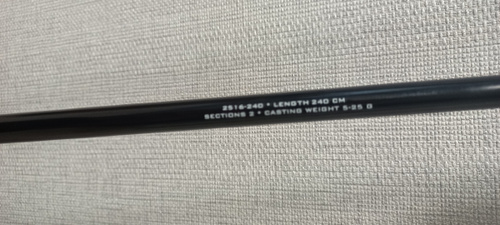 2516-240 • LENGTH 240 CM
SECTIONS 2 • CASTING WEIGHT 5-25 G